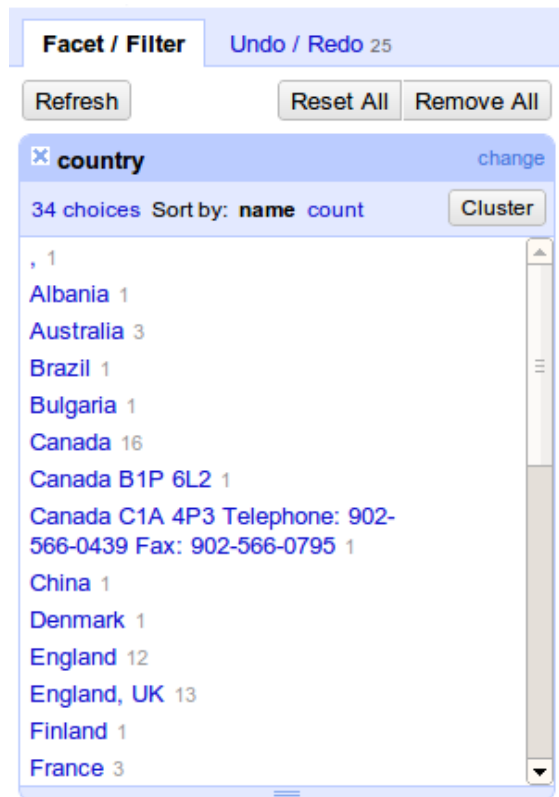 Facet / Filter Undo / Redo 25
Refresh Reset All Remove All
country change
34 choices Sort by: name count Cluster
, 1
Albania 1
Australia 3
Brazil 1
Bulgaria 1
Canada 16
Canada B1P 6L2 1
Canada C1A 4P3 Telephone: 902-
566-0439 Fax: 902-566-0795 1
China 1
Denmark 1
England 12
England, UK 13
Finland 1
France 3